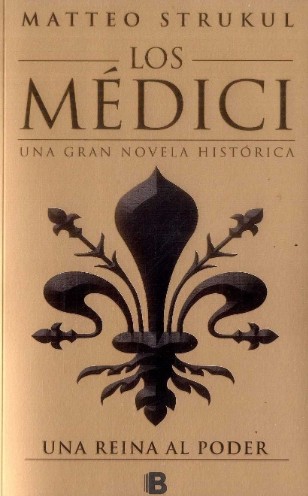 MATTEO STRUKUL
LOS
MÉDICI
UNA GRAN NOVELA HISTÓRICA
UNA REINA AL PODER
B